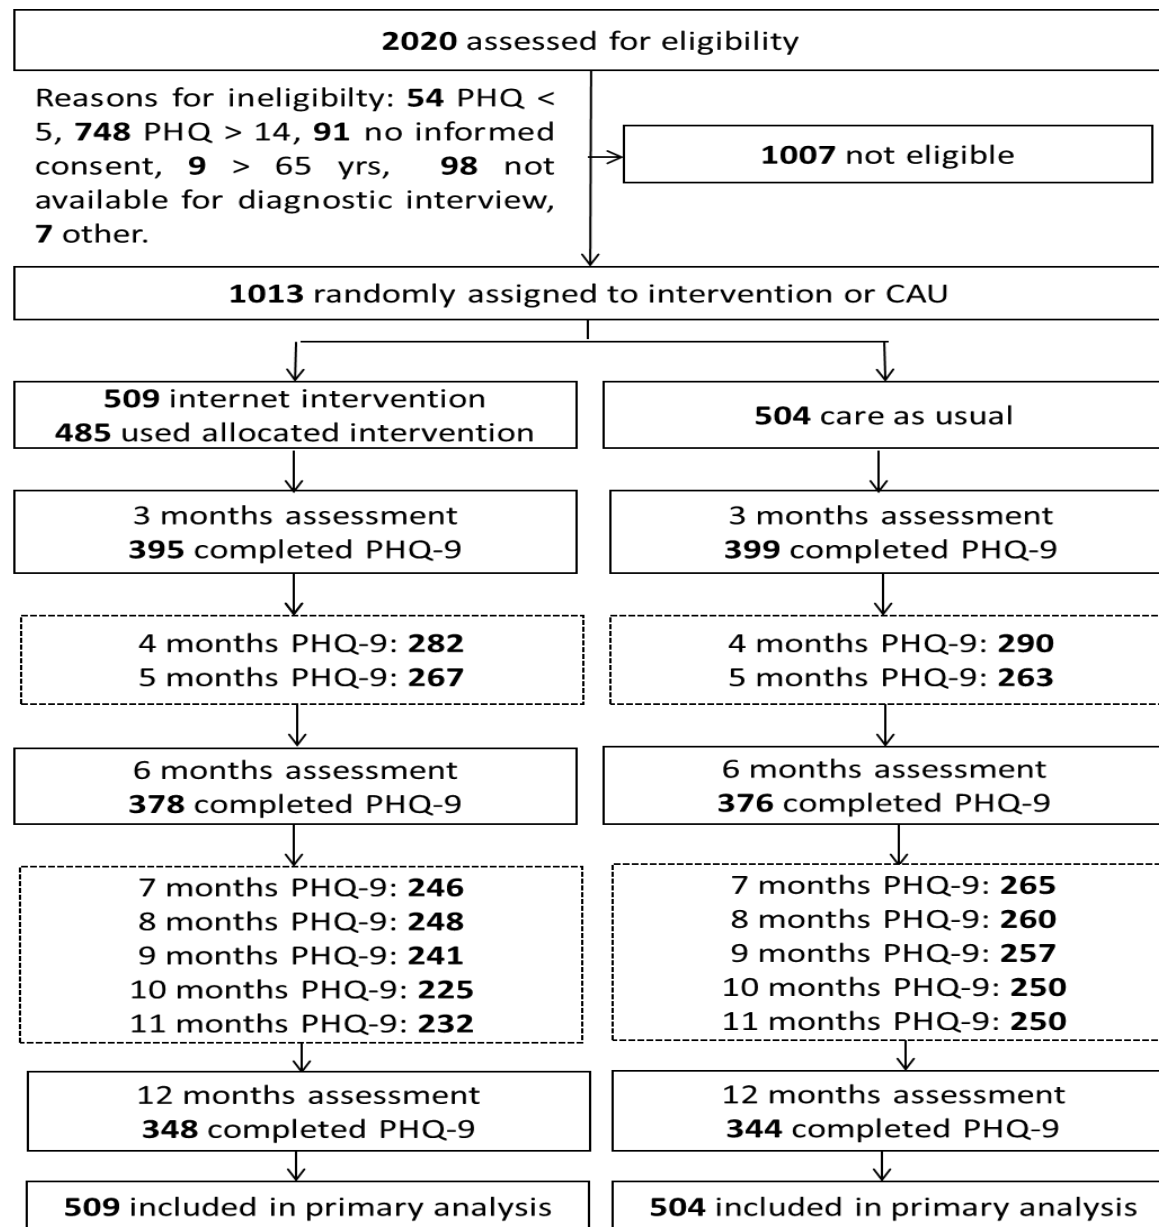 2020 assessed for eligibility
Reasons for ineligibilty: 54 PHQ <
5, 748 PHQ > 14, 91 no informed
consent, 9 > 65 yrs, 98 not
available for diagnostic interview,
7 other.
1007 not eligible
1013 randomly assigned to intervention or CAU
509 internet intervention
485 used allocated intervention
504 care as usual
3 months assessment
395 completed PHQ-9
3 months assessment
399 completed PHQ-9
4 months PHQ-9: 282
5 months PHQ-9: 267
4 months PHQ-9: 290
5 months PHQ-9: 263
6 months assessment
378 completed PHQ-9
6 months assessment
376 completed PHQ-9
7 months PHQ-9: 246
8 months PHQ-9: 248
9 months PHQ-9: 241
10 months PHQ-9: 225
11 months PHQ-9: 232
7 months PHQ-9: 265
8 months PHQ-9: 260
9 months PHQ-9: 257
10 months PHQ-9: 250
11 months PHQ-9: 250
12 months assessment
348 completed PHQ-9
12 months assessment
344 completed PHQ-9
509 included in primary analysis
504 included in primary analysis